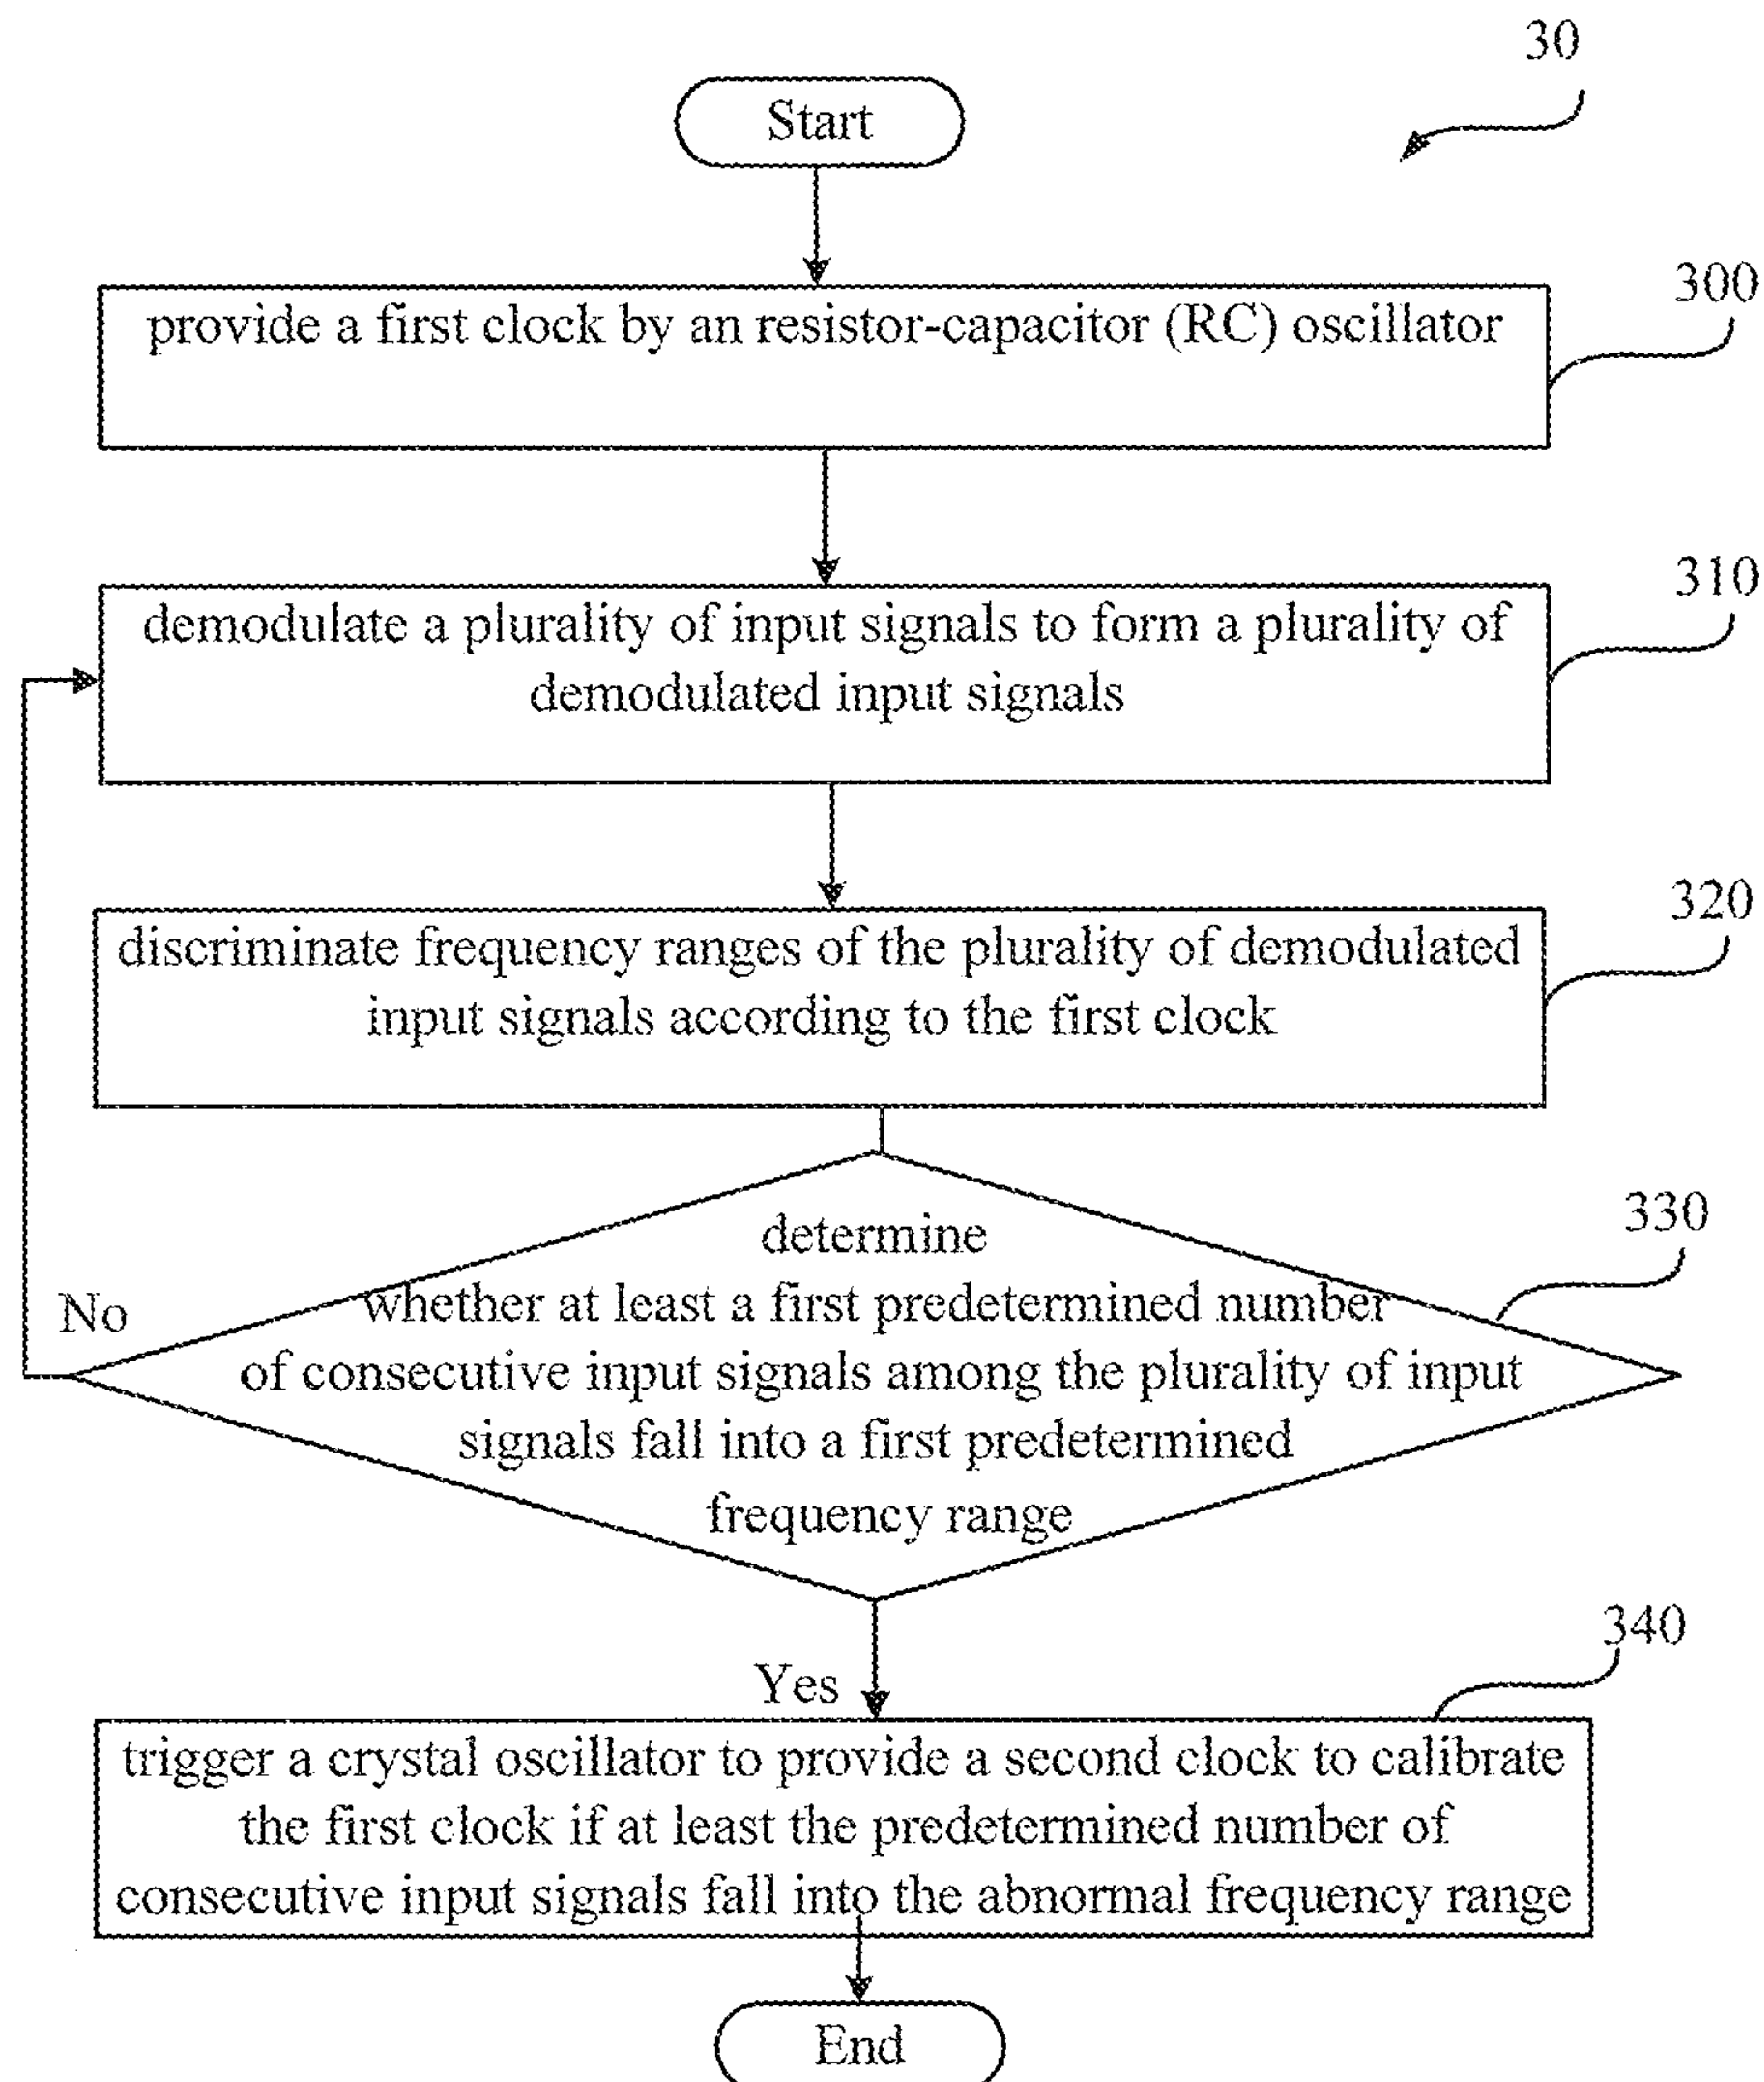 30
Start
300
provide a first clock by an resistor-capacitor (RC) oscillator
310
demodulate a plurality of input signals to form a plurality of
demodulated input signals
320
discriminate frequency ranges of the plurality of demodulated
input signals according to the first clock
330
determine
No
whether at least a first predetermined number
of consecutive input signals among the plurality of input
signals fall into a first predetermined
frequency range
340
Yes
trigger a crystal oscillator to provide a second clock to calibrate
the first clock if at least the predetermined number of
consecutive input signals fall into the abnormal frequency range
End